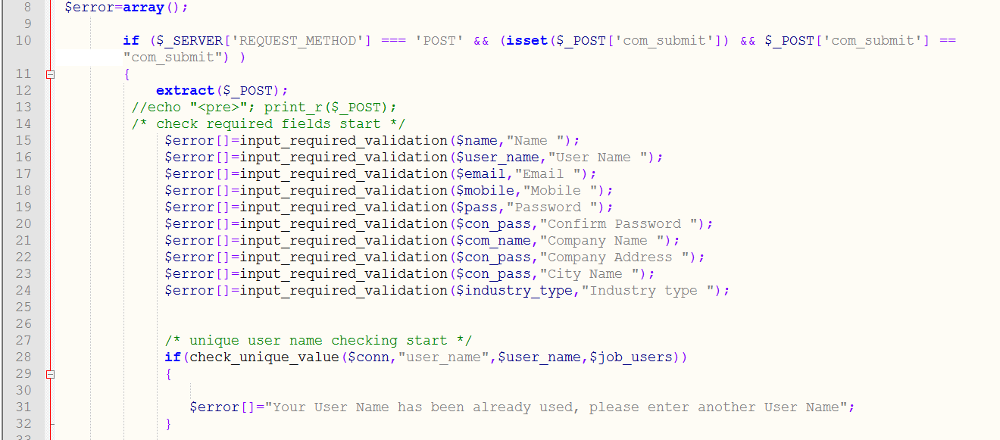 8 $error=array();
9
10 if ($_SERVER['REQUEST_METHOD'] === 'POST' && (isset($_POST['com_submit']) && $_POST['com_submit'] ==
"com_submit") )
11 {
12 extract($_POST);
13 //echo "<pre>"; print_r($_POST);
14 /* check required fields start */
15 $error[]=input_required_validation($name,"Name ");
16 $error[]=input_required_validation($user_name,"User Name ");
17 $error[]=input_required_validation($email,"Email ");
18 $error[]=input_required_validation($mobile,"Mobile ");
19 $error[]=input_required_validation($pass,"Password ");
20 $error[]=input_required_validation($con_pass,"Confirm Password ");
21 $error[]=input_required_validation($com_name,"Company Name ");
22 $error[]=input_required_validation($con_pass,"Company Address ");
23 $error[]=input_required_validation($con_pass,"City Name ");
24 $error[]=input_required_validation($industry_type,"Industry type ");
25
26
27 /* unique user name checking start */
28 if(check_unique_value($conn,"user_name",$user_name,$job_users))
29 {
30
31 $error[]="Your User Name has been already used, please enter another User Name";
32 }
33